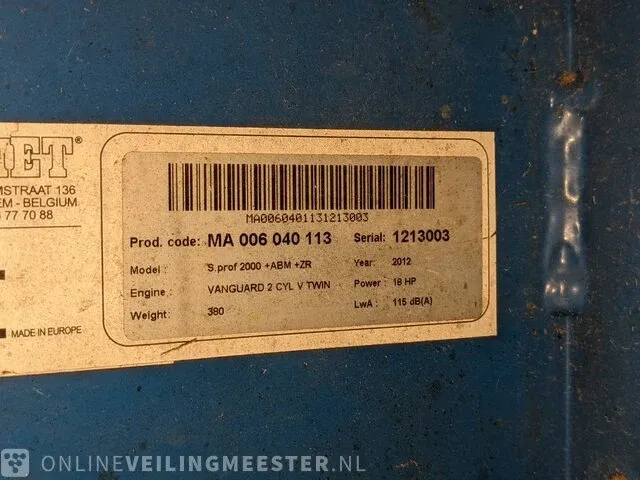 ET®
MSTRAAT 136
EM - BELGIUM
77 70 88
MADE IN EUROPE
MA0060401131213003
Prod. code: MA 006 040 113 Serial: 1213003
Model : S.prof 2000 +ABM +ZR Year: 2012
Engine : VANGUARD 2 CYL V TWIN Power : 18 HP
Weight: 380 LwA : 115 dB(A)
ONLINEVEILINGMEESTER.NL